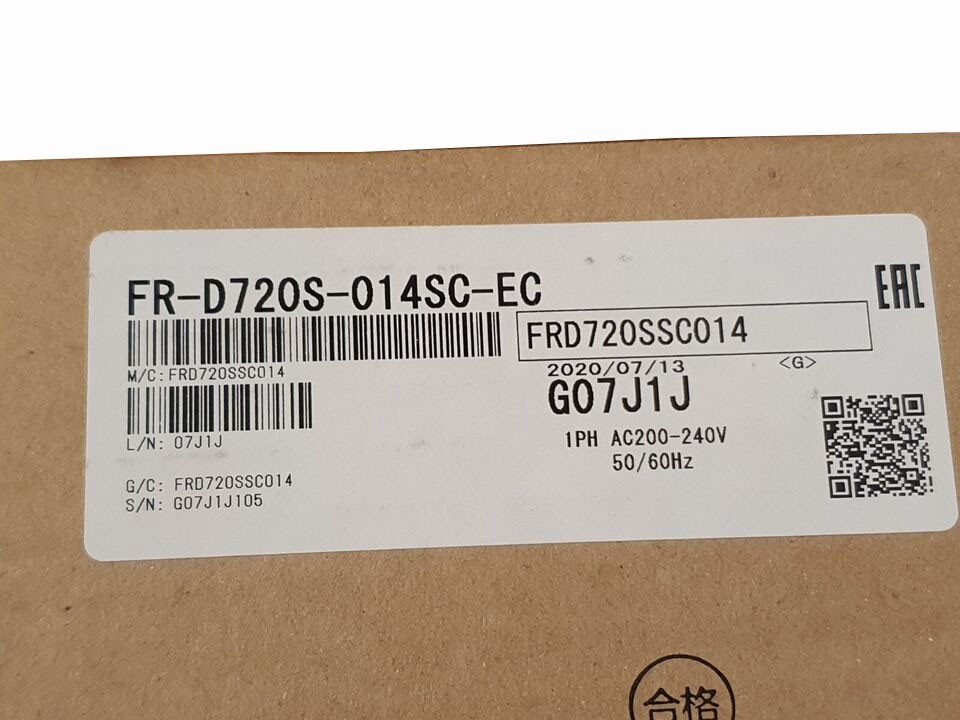 FR-D720S-014SC-EC
EAC
FRD720SSC014
M/C:FRD720SSC014
2020/07/13
<G>
G07J1J
L/N: 07J1J
1PH AC200-240V
50/60Hz
G/C: FRD720SSC014
S/N: G07J1J105
合格